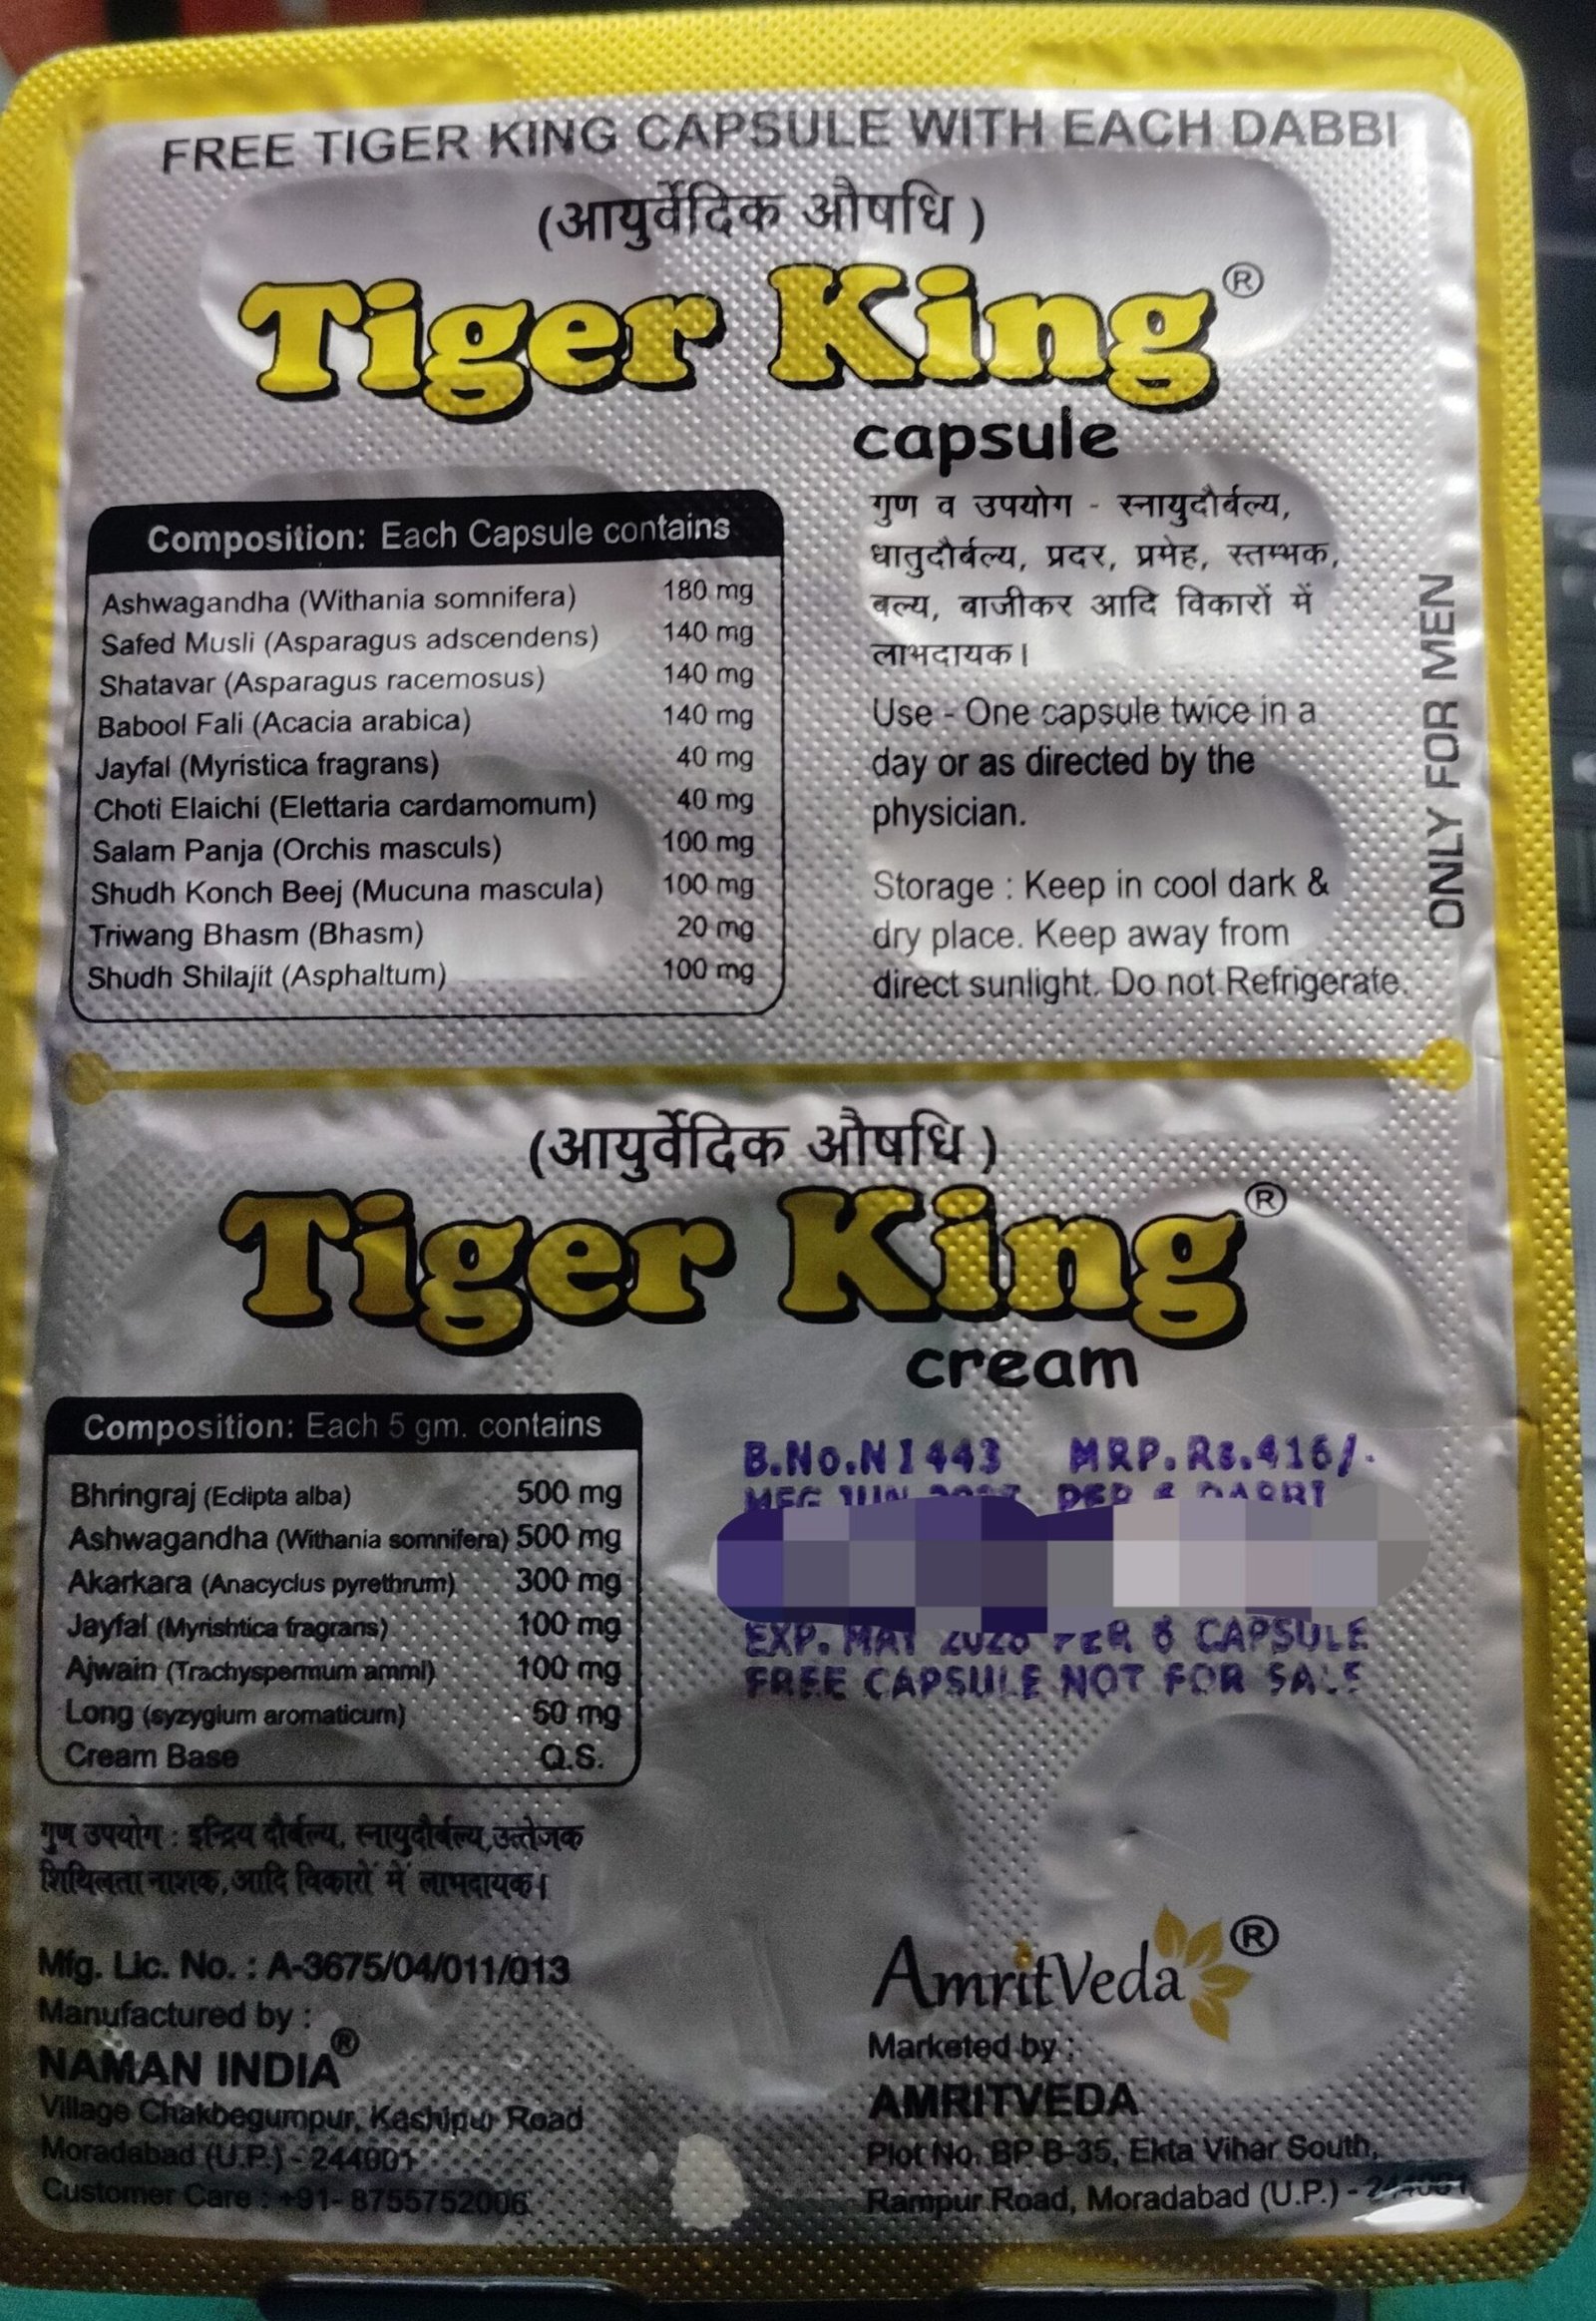 FREE TIGER KING CAPSULE WITH EACH DABBI
(आयुर्वेदिक औषधि )
Tiger King®
capsule
Composition: Each Capsule contains
Ashwagandha (Withania somnifera) 180 mg
Safed Musli (Asparagus adscendens) 140 mg
Shatavar (Asparagus racemosus) 140 mg
Babool Fali (Acacia arabica) 140 mg
Jayfal (Myristica fragrans) 40 mg
Choti Elaichi (Elettaria cardamomum) 40 mg
Salam Panja (Orchis masculs) 100 mg
Shudh Konch Beej (Mucuna mascula) 100 mg
Triwang Bhasm (Bhasm) 20 mg
Shudh Shilajit (Asphaltum) 100 mg
गुण व उपयोग - स्नायुदौर्बल्य,
धातुदौर्बल्य, प्रदर, प्रमेह, स्तम्भक,
बल्य, बाजीकर आदि विकारों में
लाभदायक।
Use - One capsule twice in a
day or as directed by the
physician.
Storage : Keep in cool dark &
dry place. Keep away from
direct sunlight. Do not Refrigerate.
ONLY FOR MEN
(आयुर्वेदिक औषधि )
Tiger King®
cream
Composition: Each 5 gm. contains
Bhringraj (Eclipta alba) 500 mg
Ashwagandha (Withania somnifera) 500 mg
Akarkara (Anacyclus pyrethrum) 300 mg
Jayfal (Myrishtica fragrans) 100 mg
Ajwain (Trachyspermum ammi) 100 mg
Long (syzygium aromaticum) 50 mg
Cream Base Q.S.
B.No.N1443 MRP.Rs.416/-
MFG JUN PER DABBI
EXP. MAY PER 6 CAPSULE
FREE CAPSULE NOT FOR SALE
गुण उपयोग : इन्द्रिय दौर्बल्य, स्नायुदौर्बल्य,उत्तेजक
शिथिलता नाशक,आदि विकारों में लाभदायक।
Mfg. Lic. No. : A-3675/04/011/013
Manufactured by :
NAMAN INDIA®
Village Chakbegumpur, Kashipur Road
Moradabad (U.P.) - 244001
Customer Care : +91- 8755752006
AmritVeda®
Marketed by :
AMRITVEDA
Plot No. BP B-35, Ekta Vihar South,
Rampur Road, Moradabad (U.P.) - 244001